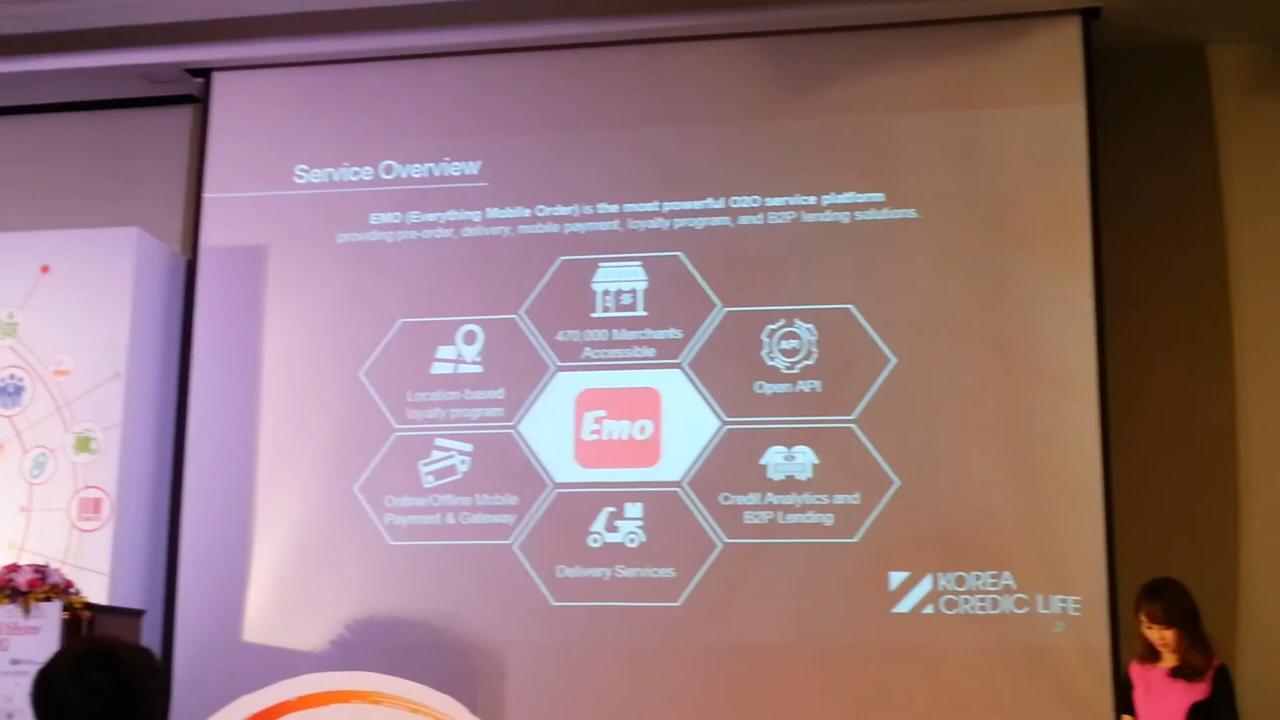 Service Overview
EMO (Everything Mobile Order) is the most powerful O2O service platform
providing pre-order, delivery, mobile payment, loyalty program, and B2P lending solutions.
470,000 Merchants
Accessible
Location-based
loyalty program
API
Open API
Emo
Online/Offline Mobile
Payment & Gateway
Credit Analytics and
B2P Lending
Delivery Services
KOREA
CREDIC LIFE